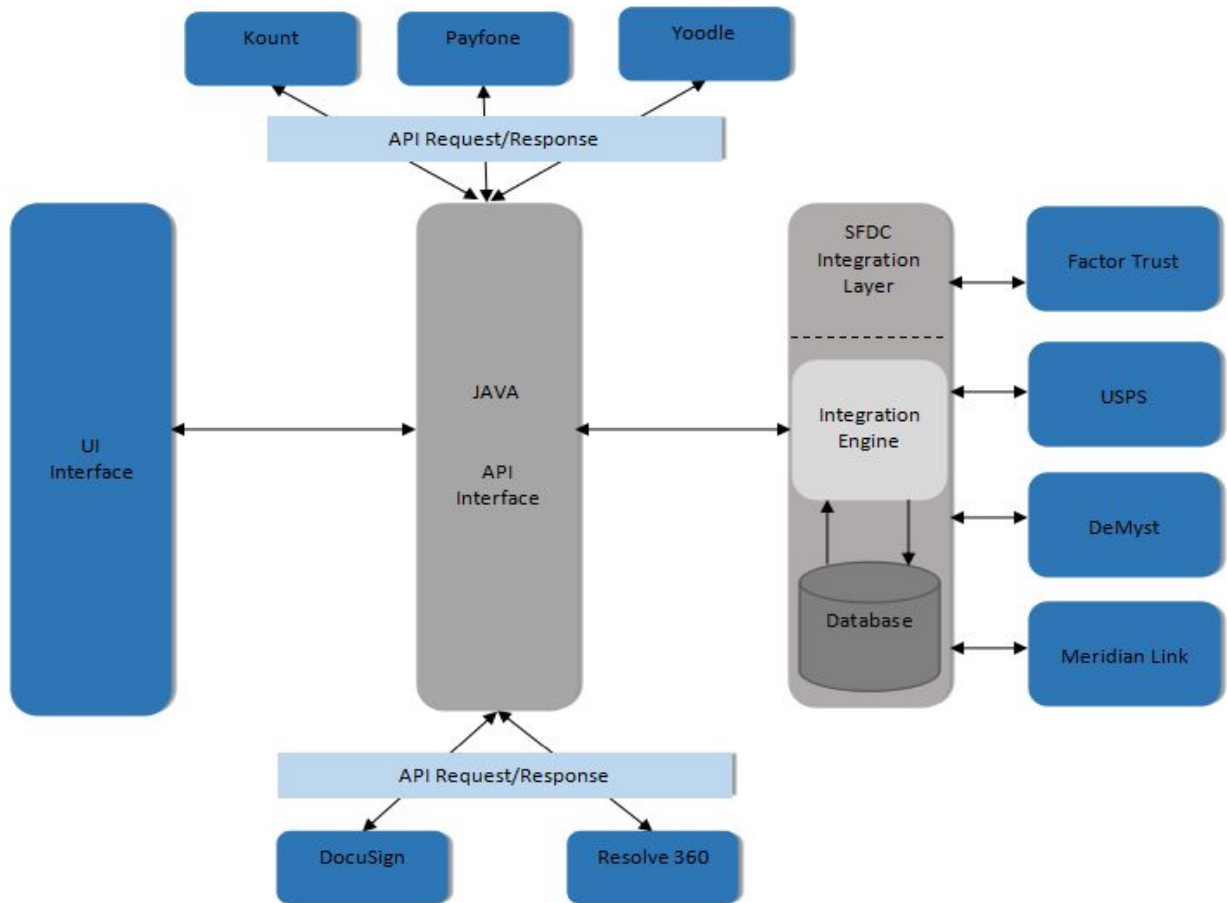 Kount
Payfone
Yoodle
API Request/Response
UI
Interface
JAVA
API
Interface
SFDC
Integration
Layer
Integration
Engine
Database
Factor Trust
USPS
DeMyst
Meridian Link
API Request/Response
DocuSign
Resolve 360